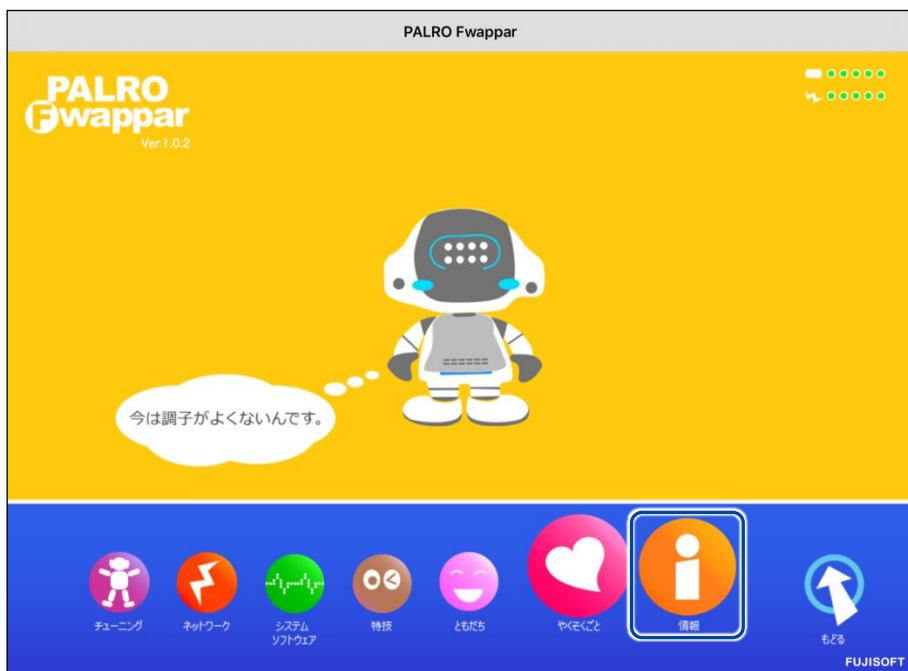 PALRO Fwappar
PALRO
Fwappar
Ver.1.0.2
今は調子がよくないんです。
チューニング
ネットワーク
システム
ソフトウェア
特技
ともだち
やくそくごと
情報
もどる
FUJISOFT